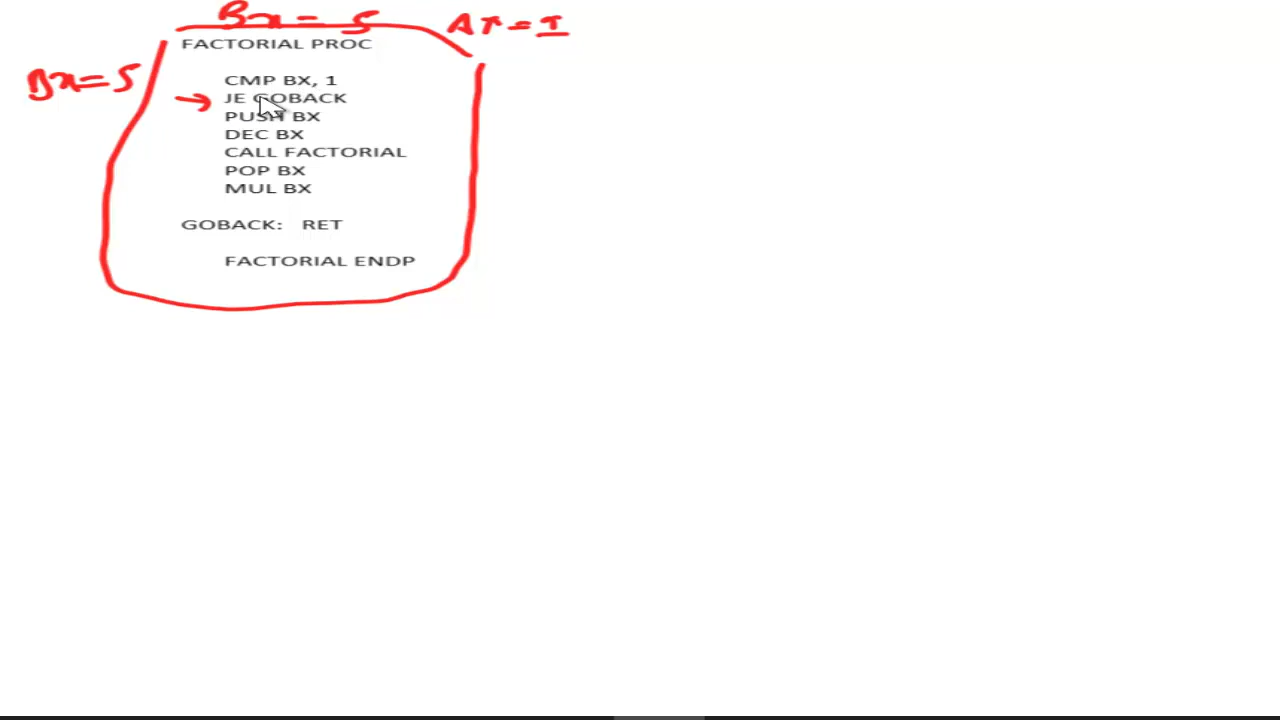 Bx = 5 Ax = 1
FACTORIAL PROC
Bx = 5
CMP BX, 1
JE GOBACK
PUSH BX
DEC BX
CALL FACTORIAL
POP BX
MUL BX
GOBACK: RET
FACTORIAL ENDP